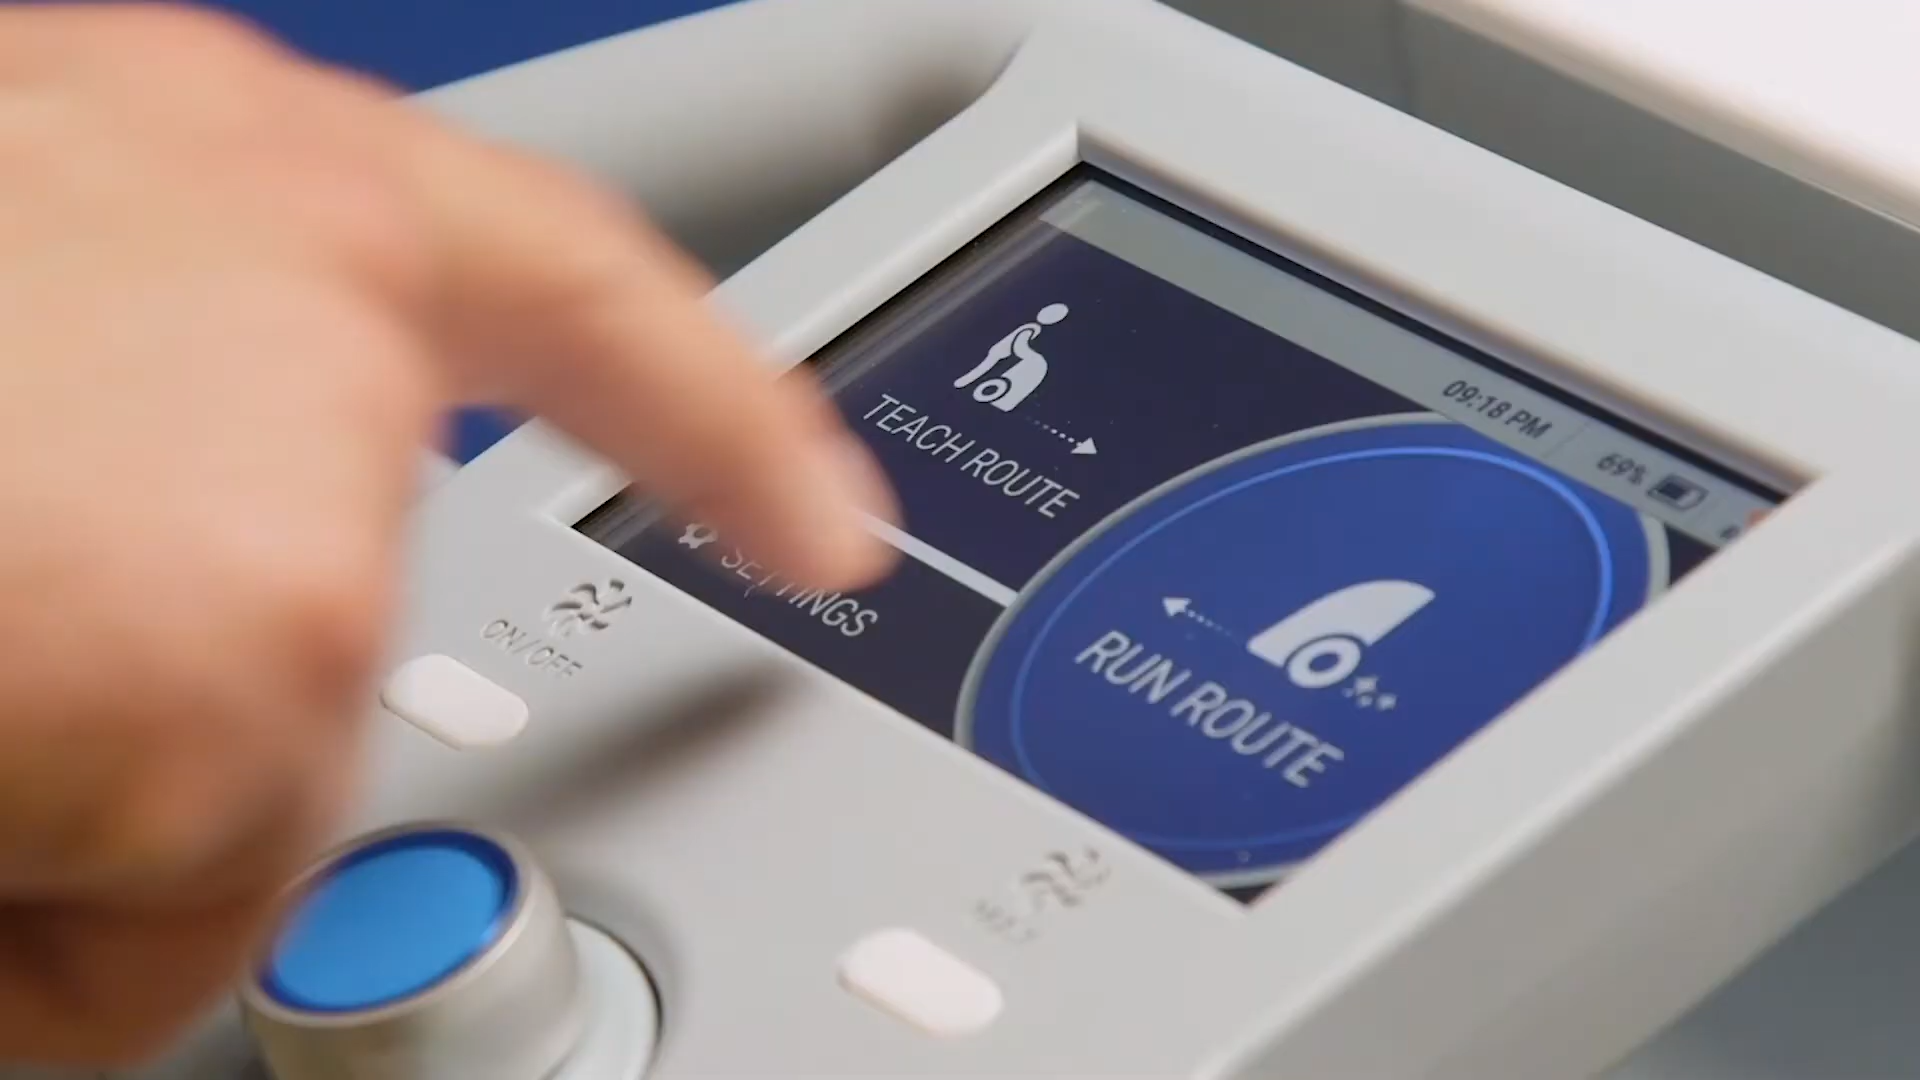 09:18 PM
69%
TEACH ROUTE
SETTINGS
RUN ROUTE
ON/OFF